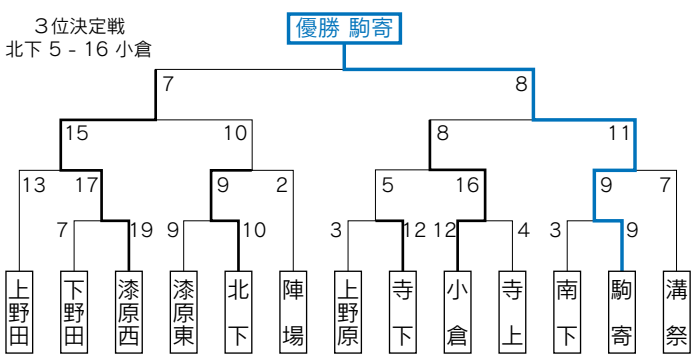 3位決定戦
北下 5 - 16 小倉
優勝 駒寄
7
8
15
10
8
11
13
17
9
2
5
16
9
7
7
19
9
10
3
12
12
4
3
9
上野田
下野田
漆原西
漆原東
北下
陣場
上野原
寺下
小倉
寺上
南下
駒寄
溝祭